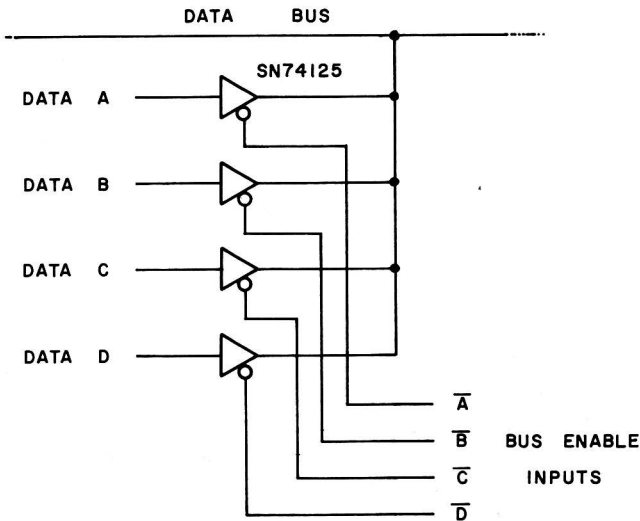 DATA BUS
SN74125
DATA A
DATA B
DATA C
DATA D
A̅
B̅ BUS ENABLE
C̅ INPUTS
D̅